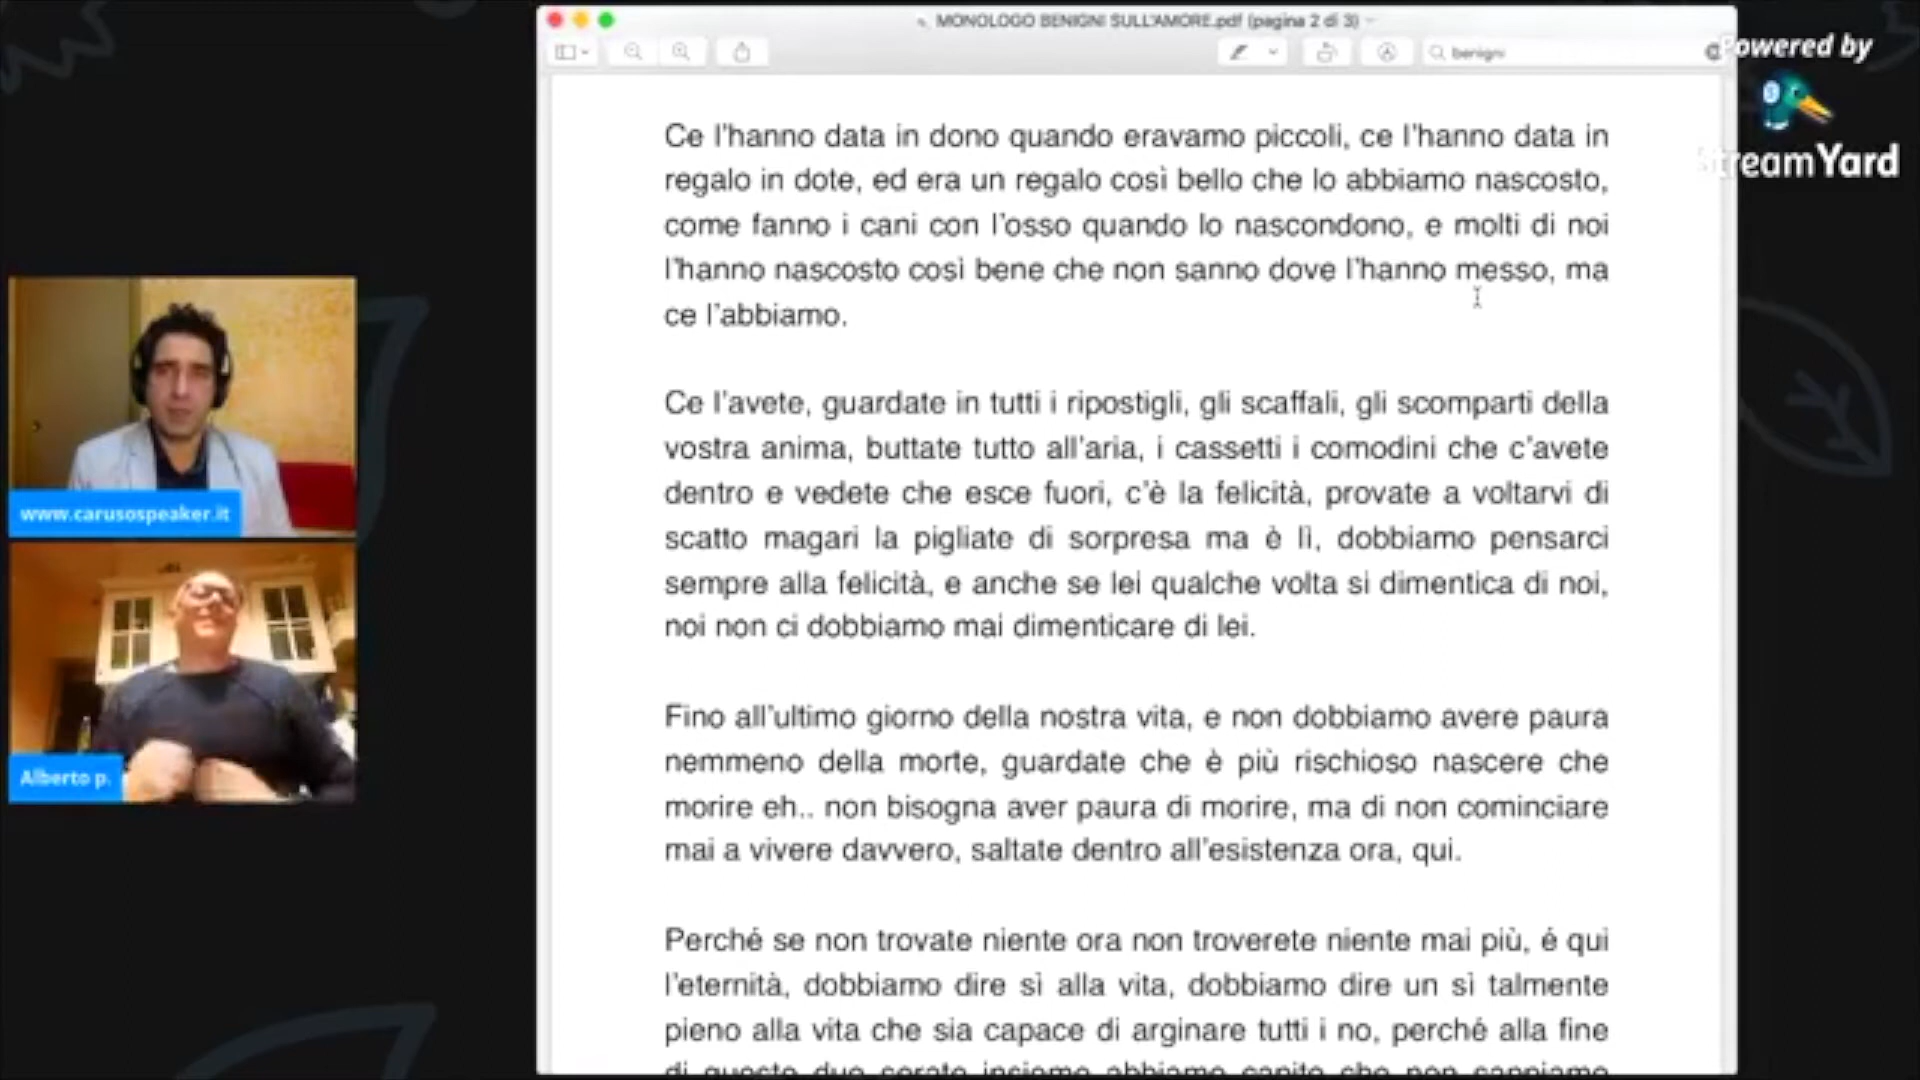 MONOLOGO BENIGNI SULL'AMORE.pdf (pagina 2 di 3)
benigni
Powered by
StreamYard
Ce l'hanno data in dono quando eravamo piccoli, ce l'hanno data in
regalo in dote, ed era un regalo così bello che lo abbiamo nascosto,
come fanno i cani con l'osso quando lo nascondono, e molti di noi
l'hanno nascosto così bene che non sanno dove l'hanno messo, ma
ce l'abbiamo.
Ce l'avete, guardate in tutti i ripostigli, gli scaffali, gli scomparti della
vostra anima, buttate tutto all'aria, i cassetti i comodini che c'avete
dentro e vedete che esce fuori, c'è la felicità, provate a voltarvi di
scatto magari la pigliate di sorpresa ma è lì, dobbiamo pensarci
sempre alla felicità, e anche se lei qualche volta si dimentica di noi,
noi non ci dobbiamo mai dimenticare di lei.
Fino all'ultimo giorno della nostra vita, e non dobbiamo avere paura
nemmeno della morte, guardate che è più rischioso nascere che
morire eh.. non bisogna aver paura di morire, ma di non cominciare
mai a vivere davvero, saltate dentro all'esistenza ora, qui.
Perché se non trovate niente ora non troverete niente mai più, é qui
l'eternità, dobbiamo dire sì alla vita, dobbiamo dire un sì talmente
pieno alla vita che sia capace di arginare tutti i no, perché alla fine
di queste due serate insieme abbiamo capito che non sappiamo
www.carusospeaker.it
Alberto p.